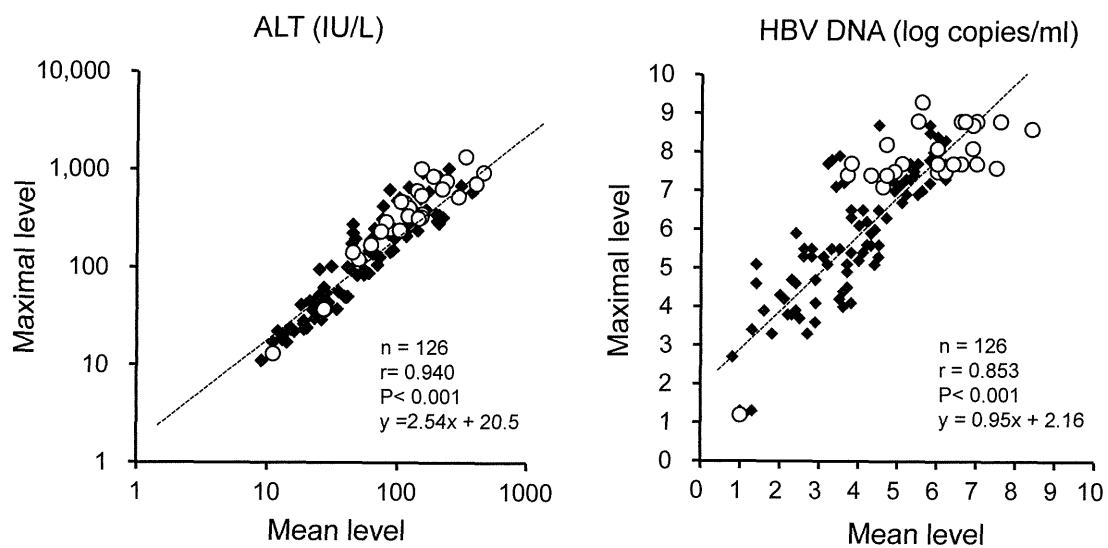 ALT (IU/L)
10,000
1,000
100
10
1
1 10 100 1000
Maximal level
Mean level
n = 126
r= 0.940
P< 0.001
y =2.54x + 20.5
HBV DNA (log copies/ml)
10
9
8
7
6
5
4
3
2
1
0
0 1 2 3 4 5 6 7 8 9 10
Maximal level
Mean level
n = 126
r = 0.853
P< 0.001
y = 0.95x + 2.16